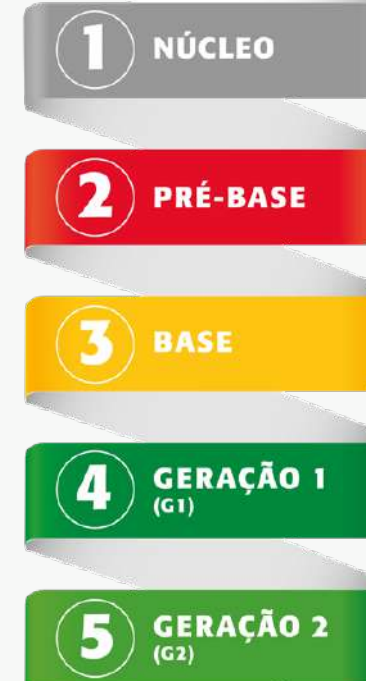 1 NÚCLEO
2 PRÉ-BASE
3 BASE
4 GERAÇÃO 1
(G1)
5 GERAÇÃO 2
(G2)